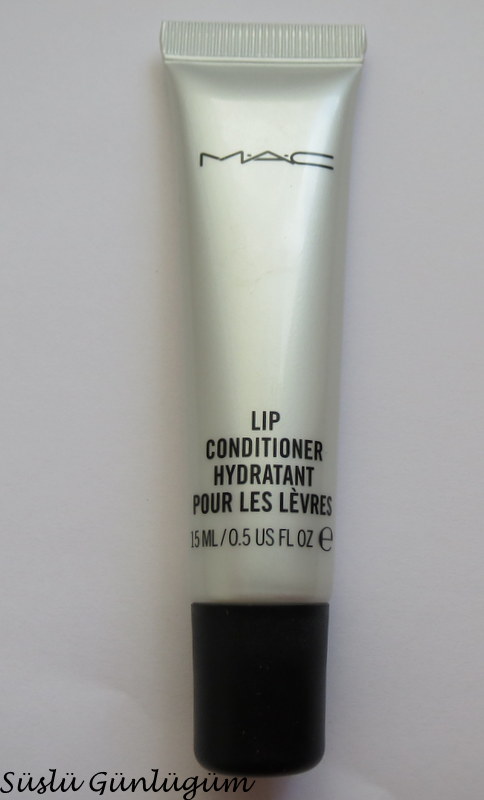 M·A·C
LIP
CONDITIONER
HYDRATANT
POUR LES LÈVRES
15 ML / 0.5 US FL OZ ℮
Süslü Günlügüm